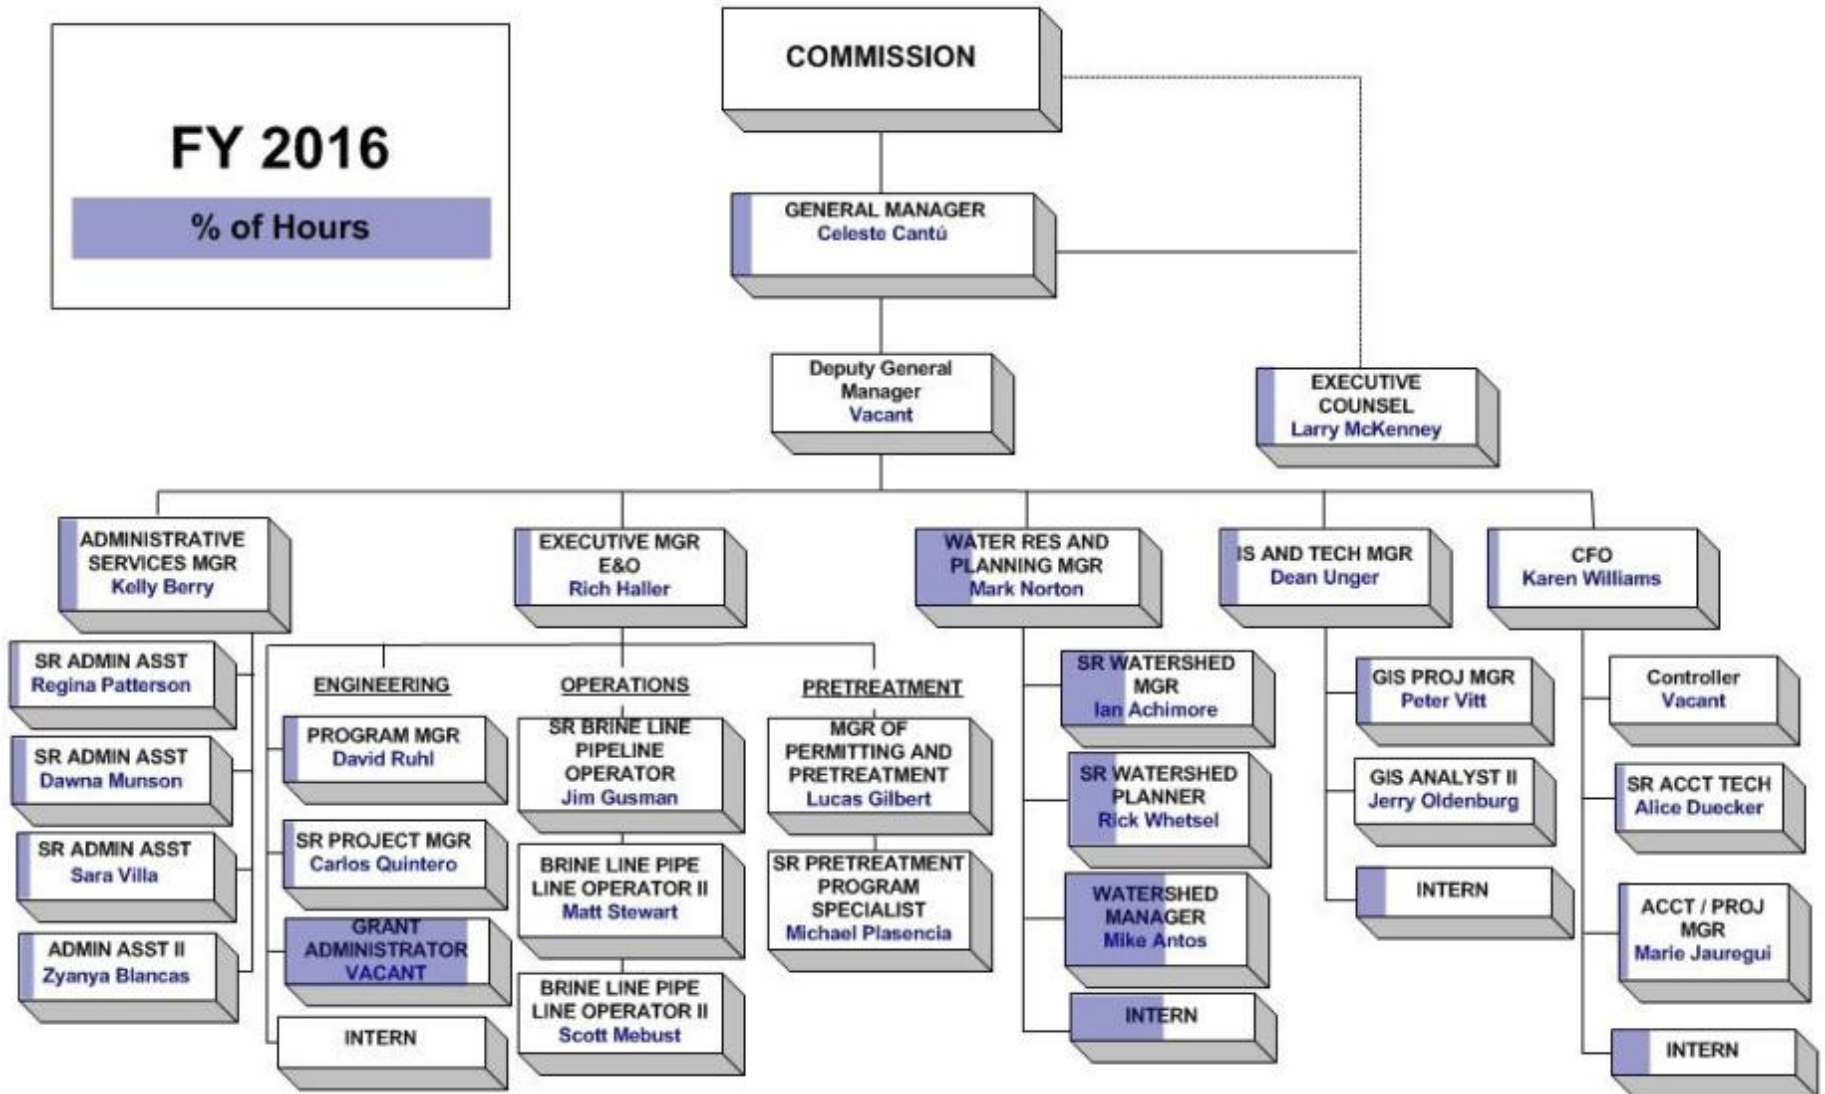 FY 2016
% of Hours
COMMISSION
GENERAL MANAGER
Celeste Cantú
Deputy General
Manager
Vacant
EXECUTIVE
COUNSEL
Larry McKenney
ADMINISTRATIVE
SERVICES MGR
Kelly Berry
SR ADMIN ASST
Regina Patterson
SR ADMIN ASST
Dawna Munson
SR ADMIN ASST
Sara Villa
ADMIN ASST II
Zyanya Blancas
EXECUTIVE MGR
E&O
Rich Haller
ENGINEERING
PROGRAM MGR
David Ruhl
SR PROJECT MGR
Carlos Quintero
GRANT
ADMINISTRATOR
VACANT
INTERN
OPERATIONS
SR BRINE LINE
PIPELINE
OPERATOR
Jim Gusman
BRINE LINE PIPE
LINE OPERATOR II
Matt Stewart
BRINE LINE PIPE
LINE OPERATOR II
Scott Mebust
PRETREATMENT
MGR OF
PERMITTING AND
PRETREATMENT
Lucas Gilbert
SR PRETREATMENT
PROGRAM
SPECIALIST
Michael Plasencia
WATER RES AND
PLANNING MGR
Mark Norton
SR WATERSHED
MGR
Ian Achimore
SR WATERSHED
PLANNER
Rick Whetsel
WATERSHED
MANAGER
Mike Antos
INTERN
IS AND TECH MGR
Dean Unger
GIS PROJ MGR
Peter Vitt
GIS ANALYST II
Jerry Oldenburg
INTERN
CFO
Karen Williams
Controller
Vacant
SR ACCT TECH
Alice Duecker
ACCT / PROJ
MGR
Marie Jauregui
INTERN